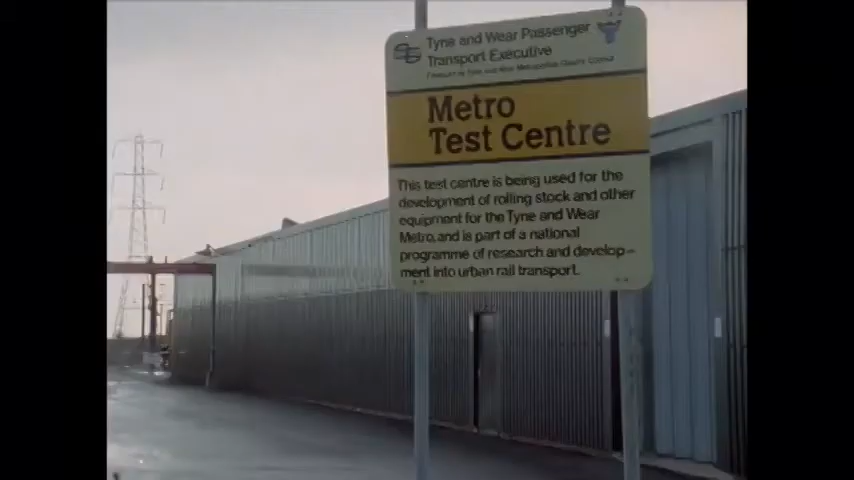 Tyne and Wear Passenger
Transport Executive
Metro
Test Centre
This test centre is being used for the
development of rolling stock and other
equipment for the Tyne and Wear
Metro, and is part of a national
programme of research and develop-
ment into urban rail transport.